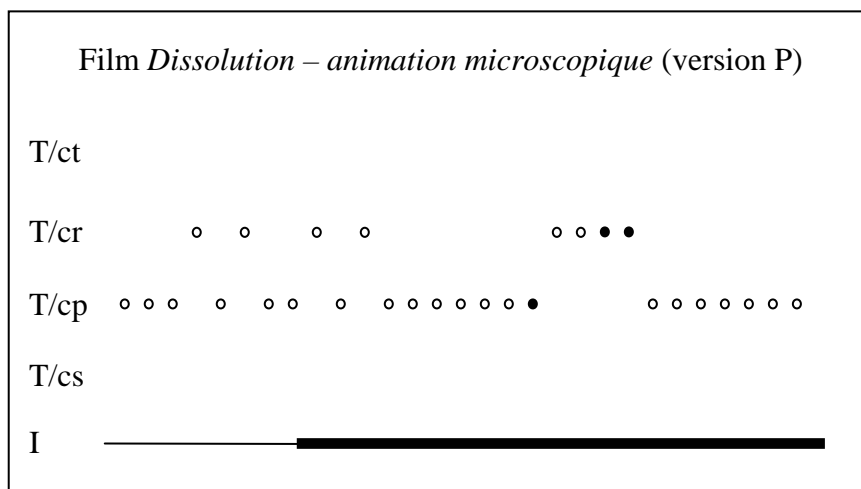 Film Dissolution – animation microscopique (version P)
T/ct
T/cr
T/cp
T/cs
I